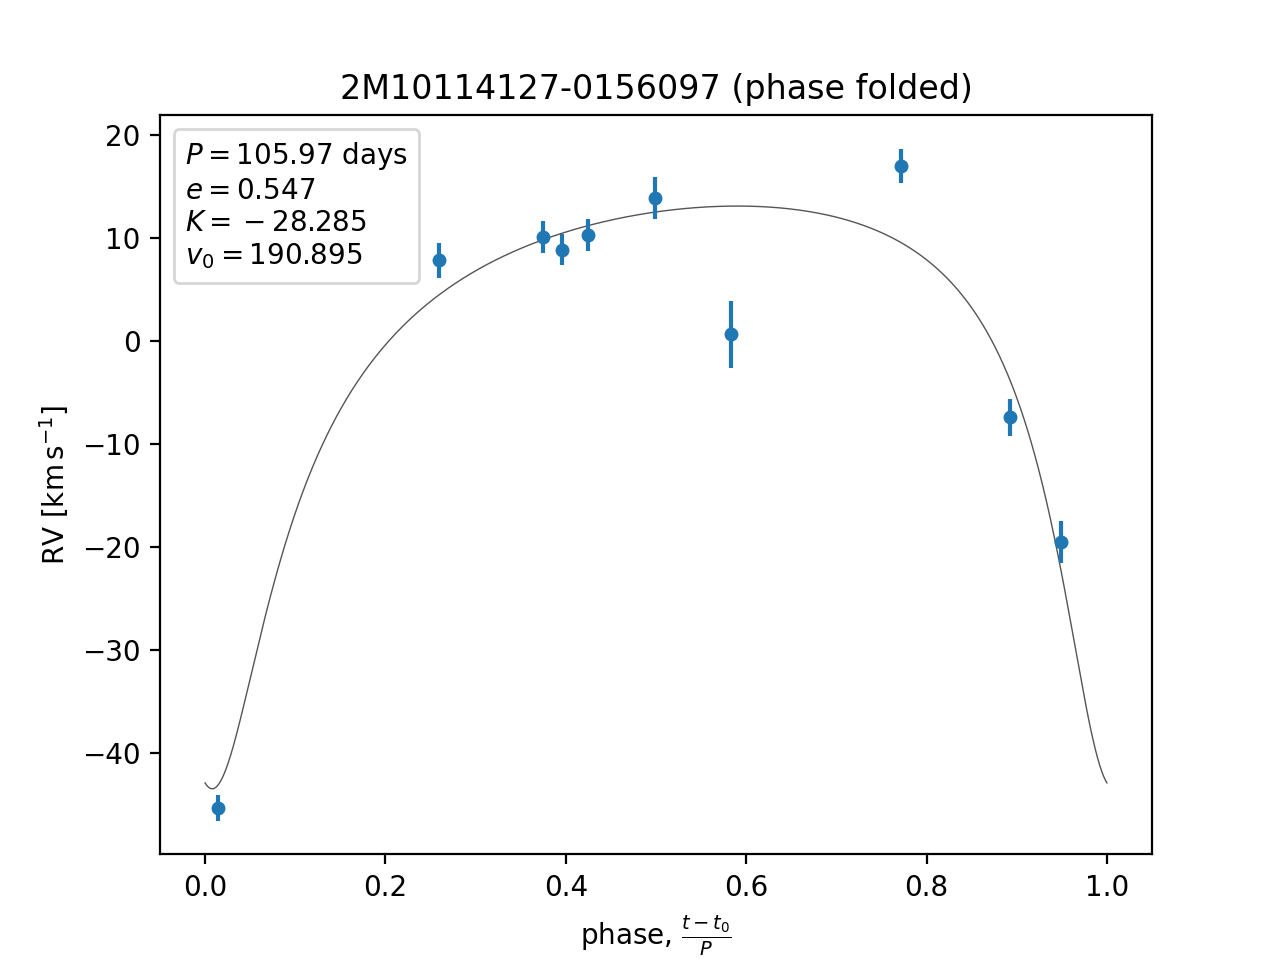 2M10114127-0156097 (phase folded)
P = 105.97 days
e = 0.547
K = − 28.285
v₀ = 190.895
RV [km s⁻¹]
20
10
0
−10
−20
−30
−40
0.0 0.2 0.4 0.6 0.8 1.0
phase, (t − t₀)/P